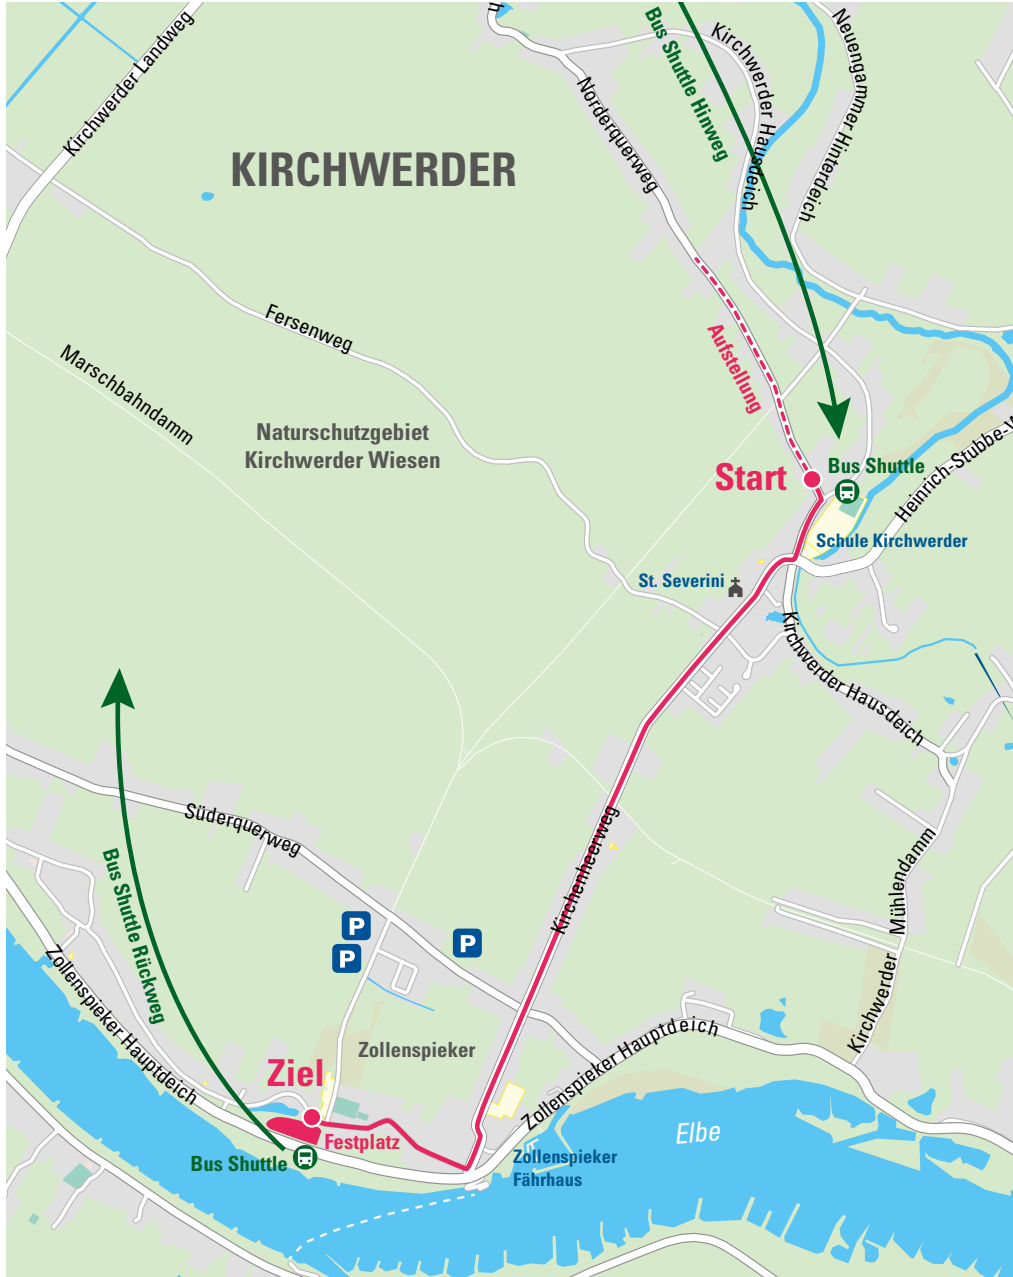 h
Kirchwerder Landweg
Bus Shuttle Hinweg
Kirchwerder Hausdeich
Neuengammer Hinterdeich
Norderquerweg
KIRCHWERDER
Fersenweg
Marschbahndamm
Aufstellung
Naturschutzgebiet
Kirchwerder Wiesen
Start
Bus Shuttle
Heinrich-Stubbe-W
Schule Kirchwerder
St. Severini
Kirchwerder Hausdeich
Süderquerweg
Kirchenheerweg
Bus Shuttle Rückweg
Kirchwerder Mühlendamm
P
P
P
Zollenspieker Hauptdeich
Zollenspieker Hauptdeich
Zollenspieker
Ziel
Festplatz
Bus Shuttle
Elbe
Zollenspieker
Fährhaus